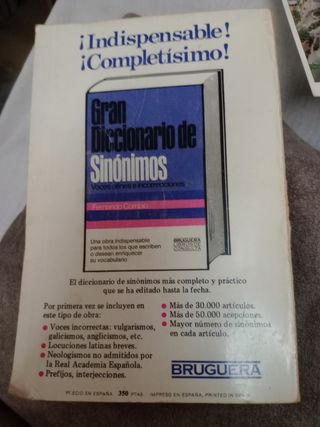 ¡Indispensable!
¡Completísimo!
Gran
Diccionario de
Sinónimos
Voces afines e incorrecciones
Fernando Corripio
Una obra indispensable
para todos los que escriben
o desean enriquecer
su vocabulario
BRUGUERA
LIBROS DE
CONSULTA
El diccionario de sinónimos más completo y práctico
que se ha editado hasta la fecha.
Por primera vez se incluyen en
este tipo de obra:
• Voces incorrectas: vulgarismos,
galicismos, anglicismos, etc.
• Locuciones latinas breves.
• Neologismos no admitidos por
la Real Academia Española.
• Prefijos, interjecciones.
• Más de 30.000 artículos.
• Más de 50.000 acepciones.
• Mayor número de sinónimos
en cada artículo.
BRUGUERA
PRECIO EN ESPAÑA 350 PTAS. IMPRESO EN ESPAÑA, PRINTED IN SPAIN